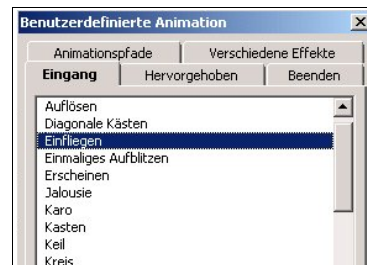 Benutzerdefinierte Animation
Animationspfade Verschiedene Effekte
Eingang Hervorgehoben Beenden
Auflösen
Diagonale Kästen
Einfliegen
Einmaliges Aufblitzen
Erscheinen
Jalousie
Karo
Kasten
Keil
Kreis